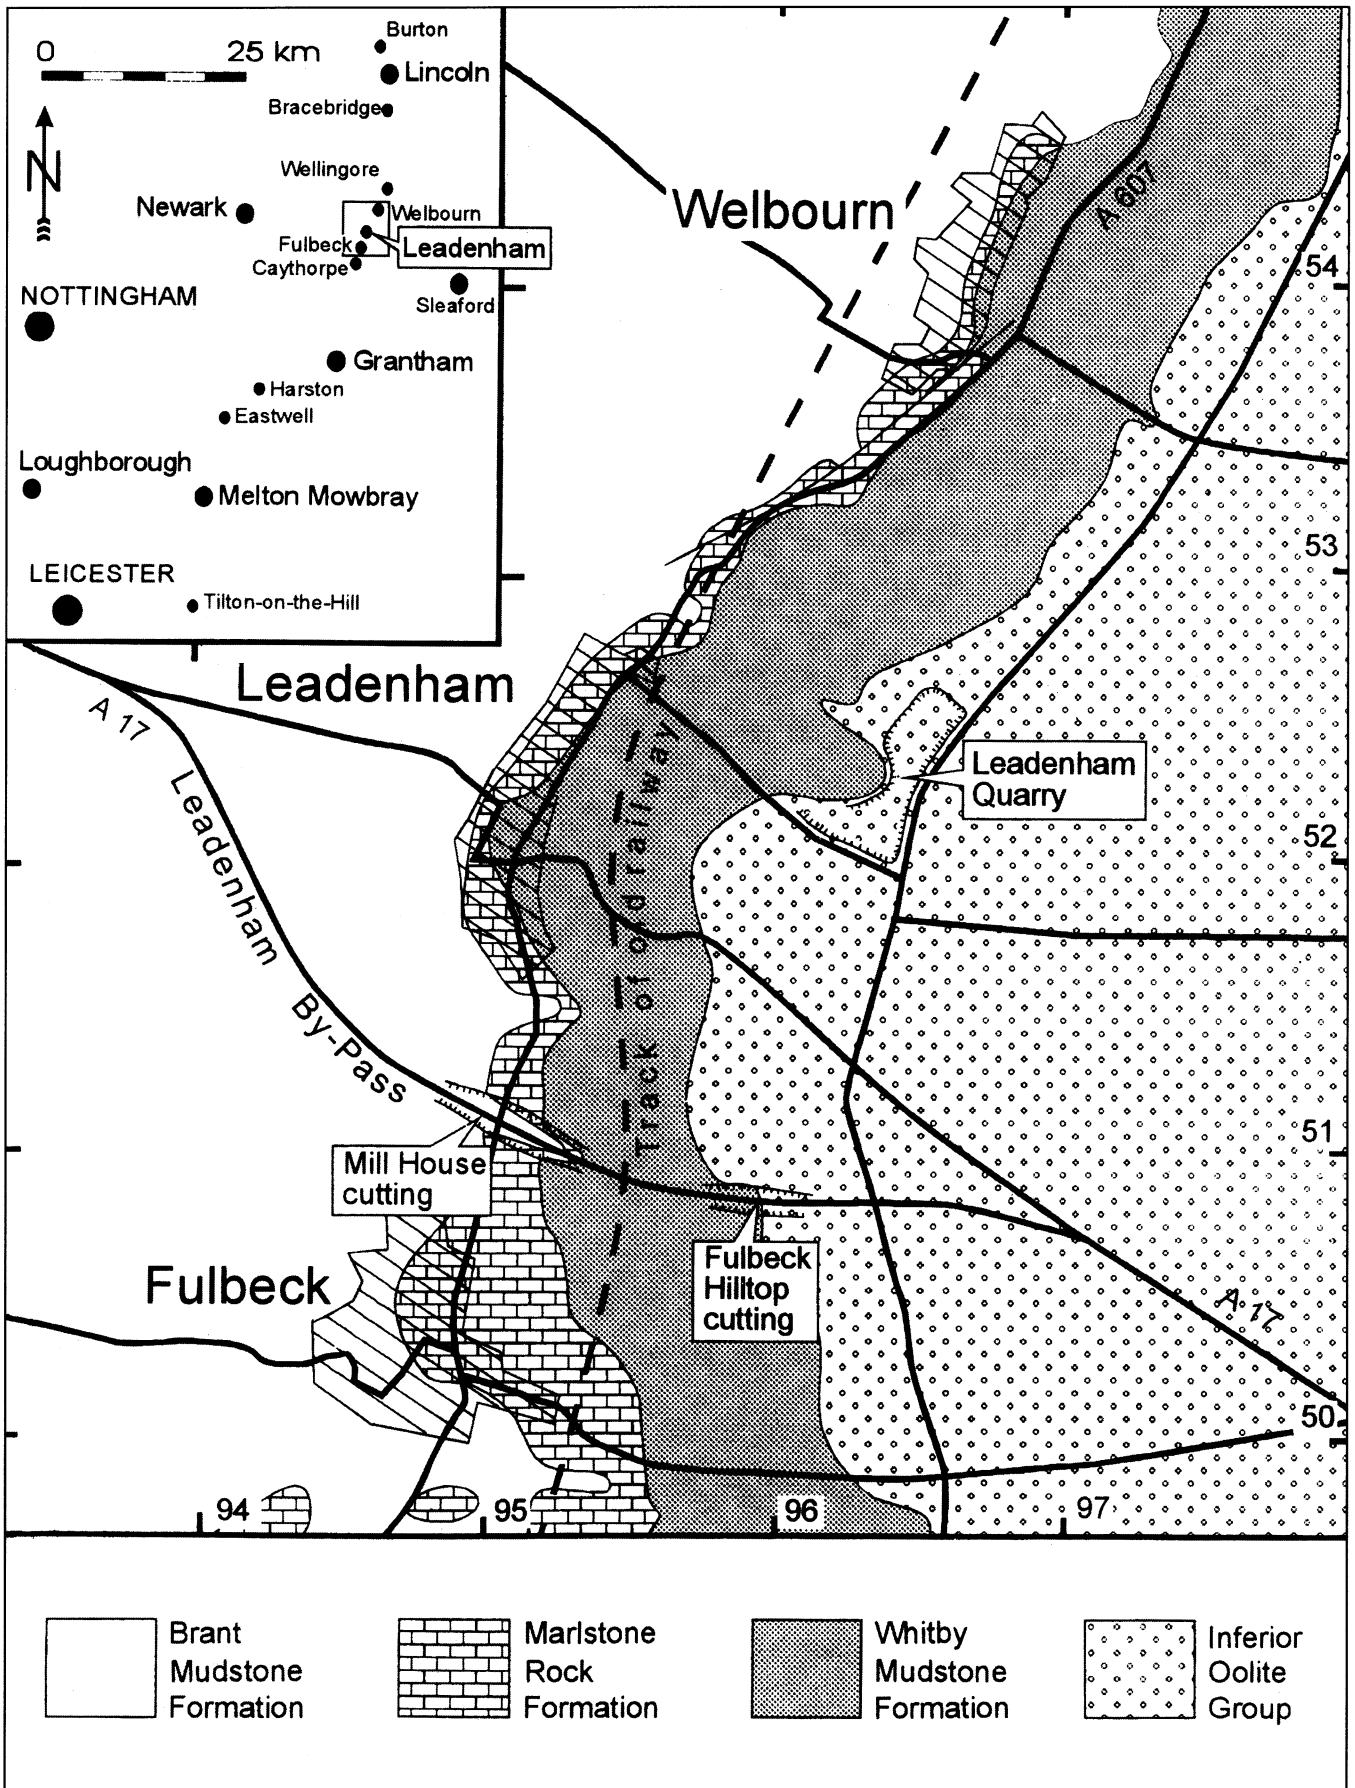 0 25 km
N
Burton
Lincoln
Bracebridge
Wellingore
Newark
Welbourn
Fulbeck
Leadenham
Caythorpe
Sleaford
NOTTINGHAM
Grantham
Harston
Eastwell
Loughborough
Melton Mowbray
LEICESTER
Tilton-on-the-Hill
Welbourn
A 607
54
53
Leadenham
A 17
Leadenham
By-Pass
Track of old railway
Leadenham
Quarry
52
51
Mill House
cutting
Fulbeck
Fulbeck
Hilltop
cutting
A 17
50
94
95
96
97
Brant
Mudstone
Formation
Marlstone
Rock
Formation
Whitby
Mudstone
Formation
Inferior
Oolite
Group